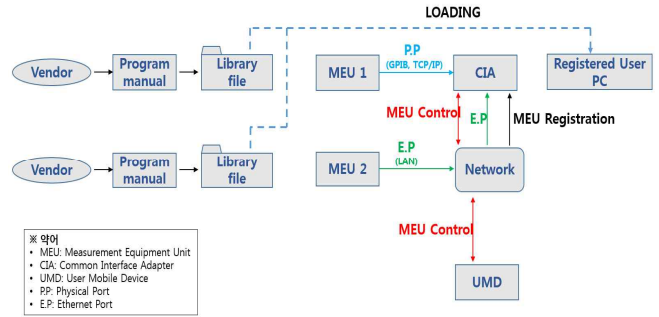 LOADING
Vendor
Program
manual
Library
file
MEU 1
P.P
(GPIB, TCP/IP)
CIA
Registered User
PC
MEU Control
E.P
MEU Registration
Vendor
Program
manual
Library
file
MEU 2
E.P
(LAN)
Network
MEU Control
UMD
※ 약어
• MEU: Measurement Equipment Unit
• CIA: Common Interface Adapter
• UMD: User Mobile Device
• P.P: Physical Port
• E.P: Ethernet Port